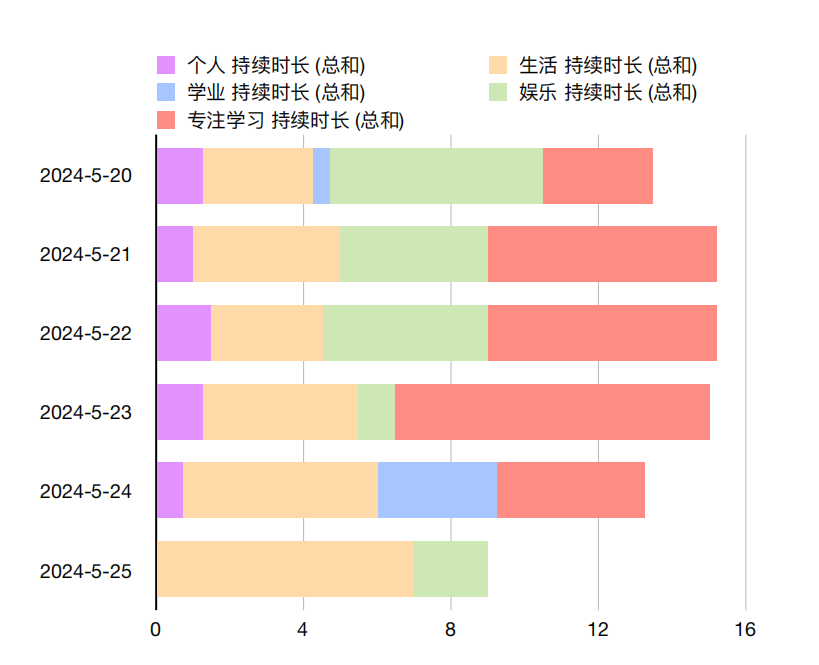 个人 持续时长 (总和)
生活 持续时长 (总和)
学业 持续时长 (总和)
娱乐 持续时长 (总和)
专注学习 持续时长 (总和)
2024-5-20
2024-5-21
2024-5-22
2024-5-23
2024-5-24
2024-5-25
0 4 8 12 16